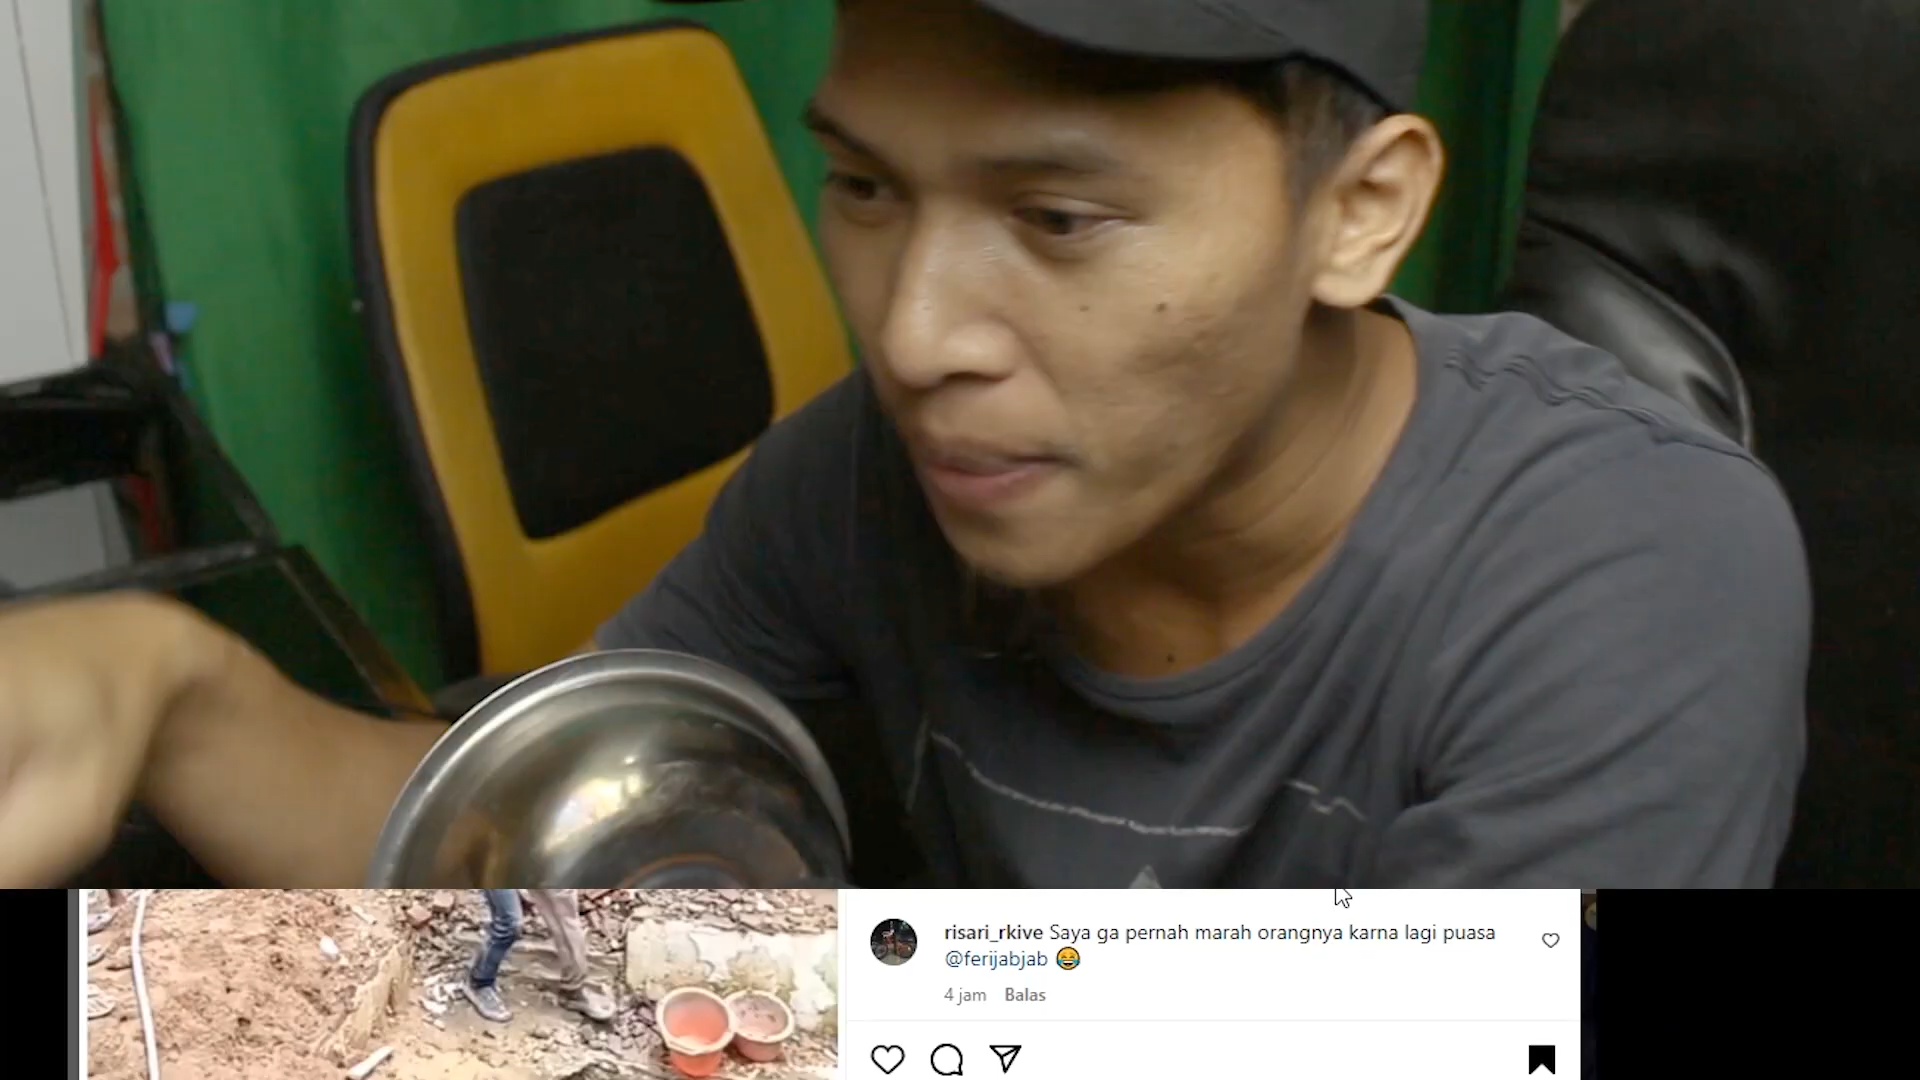 risari_rkive Saya ga pernah marah orangnya karna lagi puasa
@ferijabjab 😂
4 jam Balas